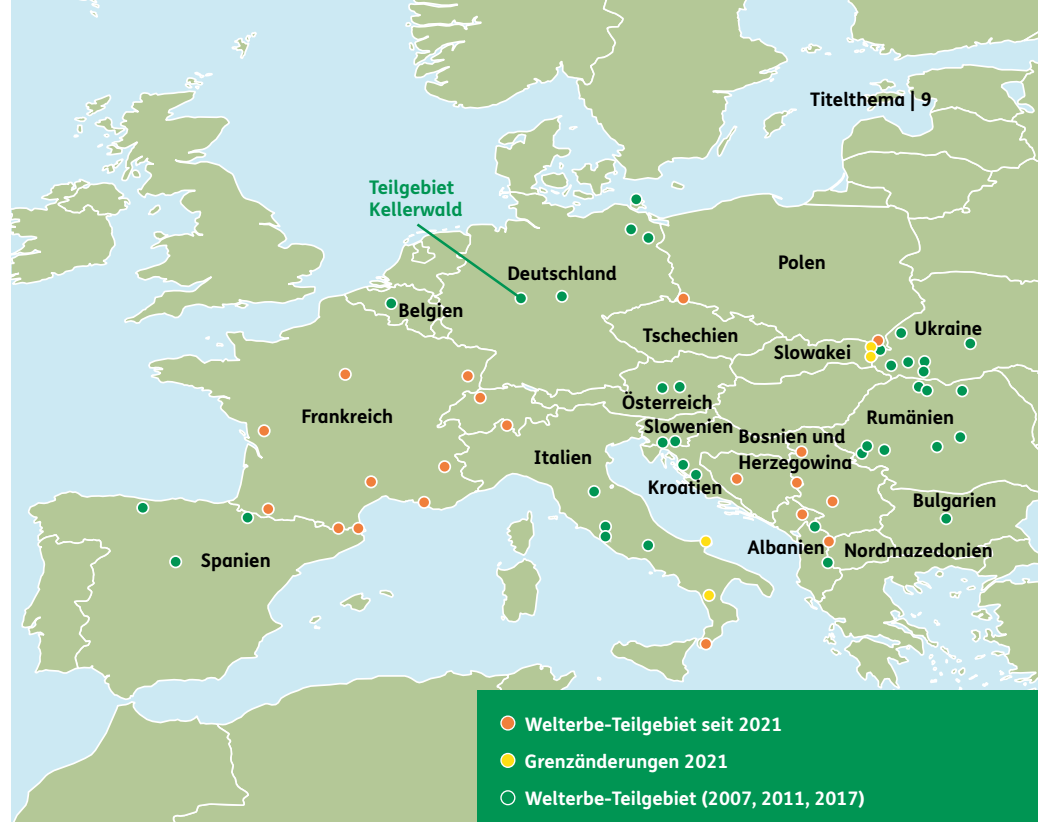 Titelthema | 9
Teilgebiet
Kellerwald
Deutschland
Polen
Belgien
Tschechien
Ukraine
Slowakei
Frankreich
Österreich
Slowenien
Rumänien
Bosnien und
Herzegowina
Italien
Kroatien
Bulgarien
Albanien
Nordmazedonien
Spanien
Welterbe-Teilgebiet seit 2021
Grenzänderungen 2021
Welterbe-Teilgebiet (2007, 2011, 2017)